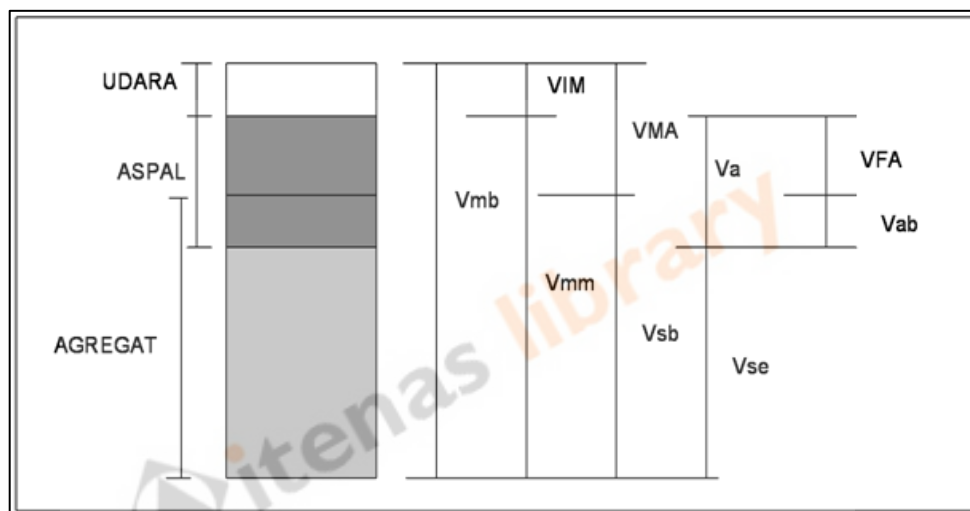 UDARA
VIM
VMA
VFA
Va
ASPAL
Vmb
Vab
Vmm
Vsb
AGREGAT
Vse
itenas library